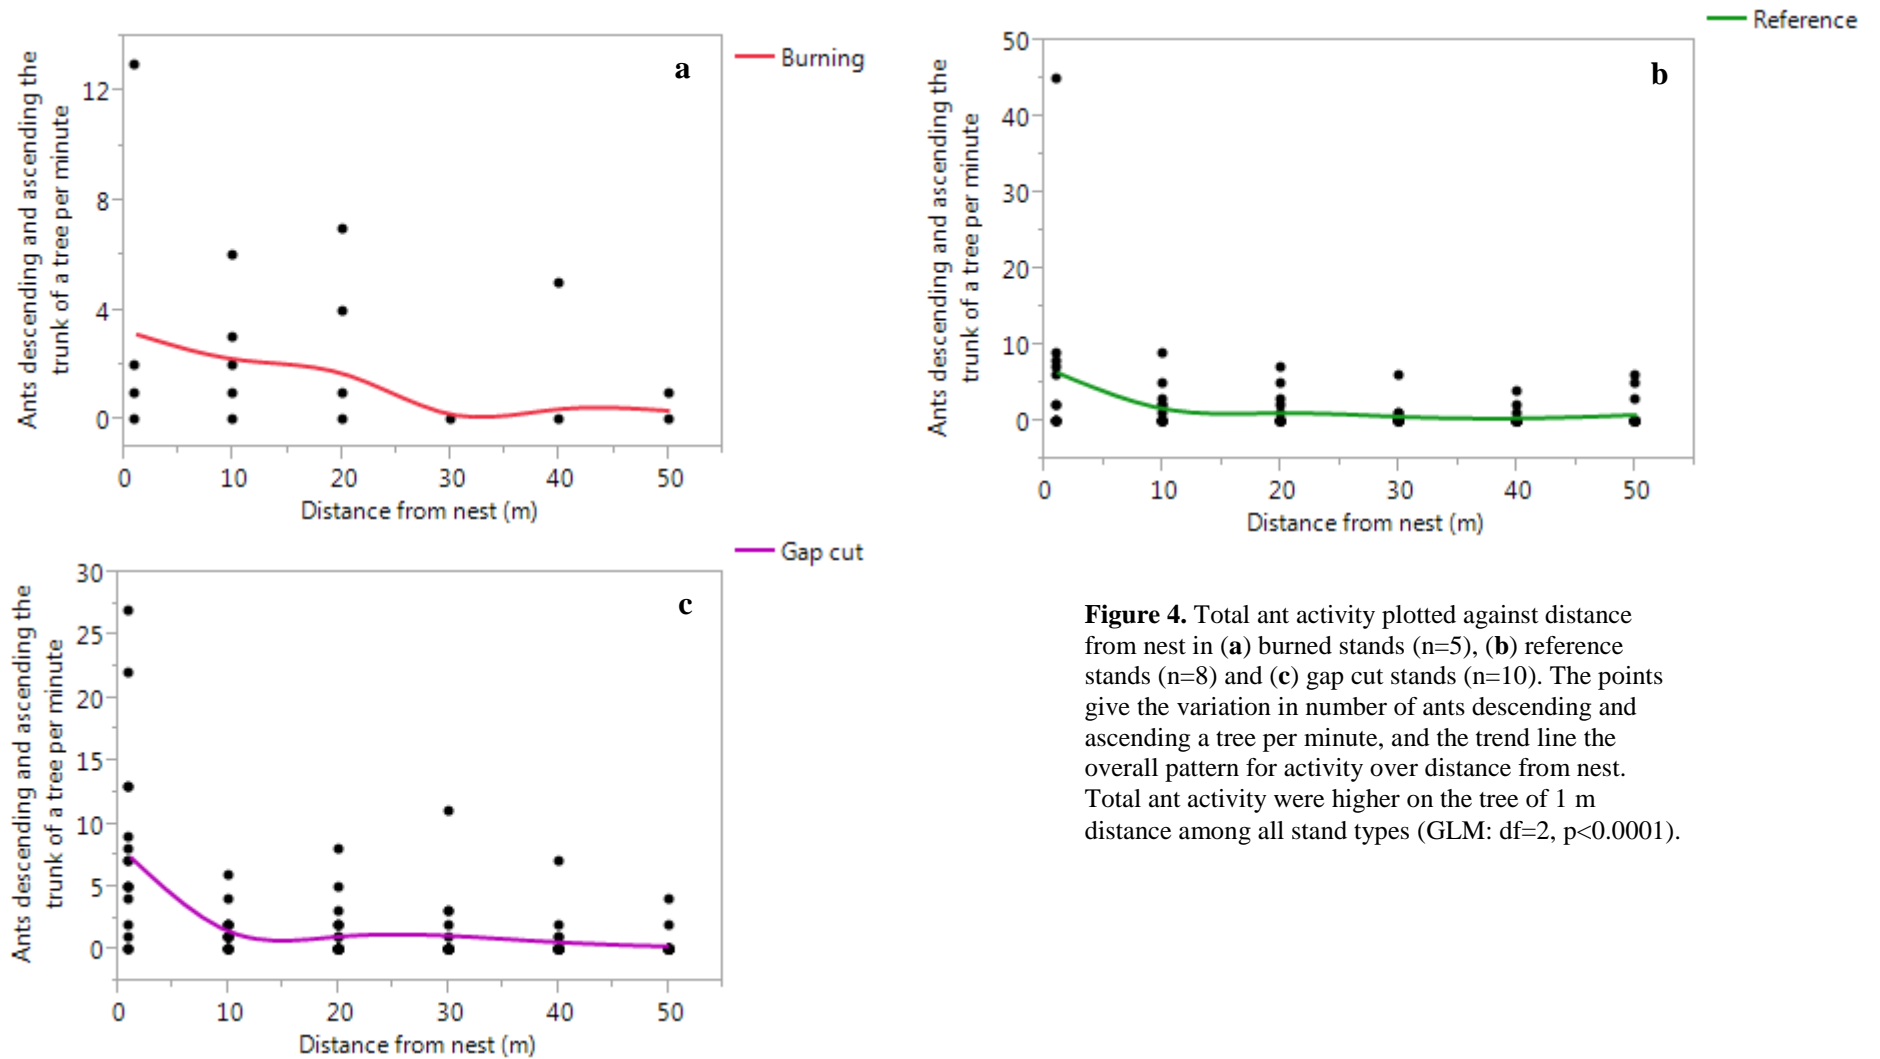 Ants descending and ascending the
trunk of a tree per minute
12
8
4
0
0 10 20 30 40 50
Distance from nest (m)
a
Burning
Ants descending and ascending the
trunk of a tree per minute
50
40
30
20
10
0
0 10 20 30 40 50
Distance from nest (m)
b
Reference
Ants descending and ascending the
trunk of a tree per minute
30
25
20
15
10
5
0
0 10 20 30 40 50
Distance from nest (m)
c
Gap cut
Figure 4. Total ant activity plotted against distance
from nest in (a) burned stands (n=5), (b) reference
stands (n=8) and (c) gap cut stands (n=10). The points
give the variation in number of ants descending and
ascending a tree per minute, and the trend line the
overall pattern for activity over distance from nest.
Total ant activity were higher on the tree of 1 m
distance among all stand types (GLM: df=2, p<0.0001).